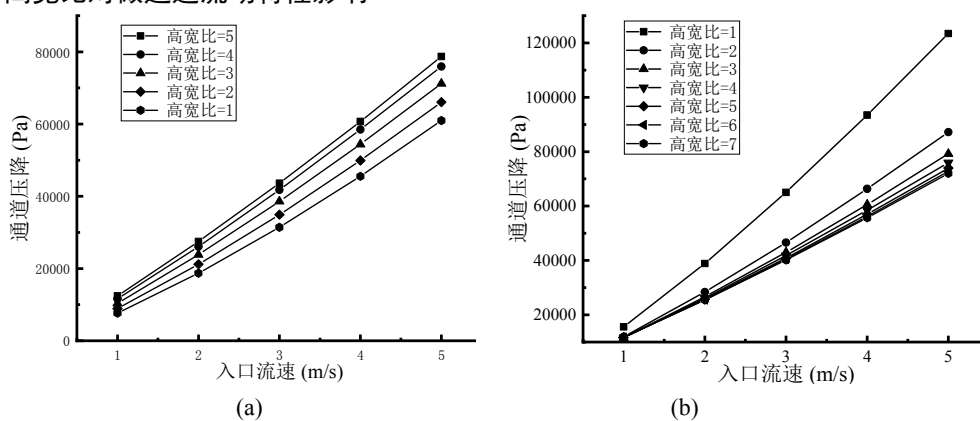 高宽比=5
高宽比=4
高宽比=3
高宽比=2
高宽比=1
80000
60000
40000
20000
0
通道压降 (Pa)
1 2 3 4 5
入口流速 (m/s)
(a)
高宽比=1
高宽比=2
高宽比=3
高宽比=4
高宽比=5
高宽比=6
高宽比=7
120000
100000
80000
60000
40000
20000
通道压降 (Pa)
1 2 3 4 5
入口流速 (m/s)
(b)